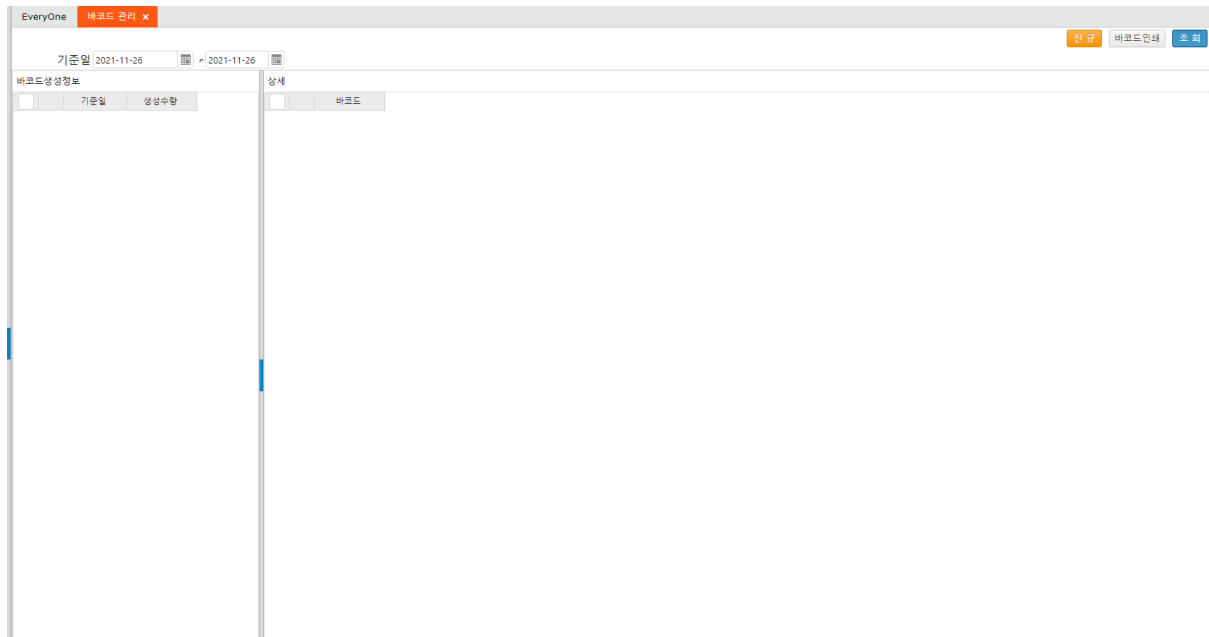 EveryOne 바코드 관리 ×
신 규 바코드인쇄 조 회
기준일 2021-11-26 ~ 2021-11-26
바코드생성정보 상세
기준일 생성수량 바코드